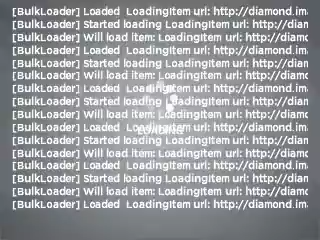 [BulkLoader] Loaded LoadingItem url: http://diamond.im
[BulkLoader] Started loading LoadingItem url: http://diam
[BulkLoader] Will load item: LoadingItem url: http://diamo
[BulkLoader] Loaded LoadingItem url: http://diamond.im
[BulkLoader] Started loading LoadingItem url: http://diam
[BulkLoader] Will load item: LoadingItem url: http://diamo
[BulkLoader] Loaded LoadingItem url: http://diamond.im
[BulkLoader] Started loading LoadingItem url: http://diam
[BulkLoader] Will load item: LoadingItem url: http://diamo
[BulkLoader] Loaded LoadingItem url: http://diamond.im
LOADING
[BulkLoader] Started loading LoadingItem url: http://diam
[BulkLoader] Will load item: LoadingItem url: http://diamo
[BulkLoader] Loaded LoadingItem url: http://diamond.im
[BulkLoader] Started loading LoadingItem url: http://diam
[BulkLoader] Will load item: LoadingItem url: http://diamo
[BulkLoader] Loaded LoadingItem url: http://diamond.im